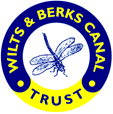 WILTS & BERKS CANAL
• TRUST •